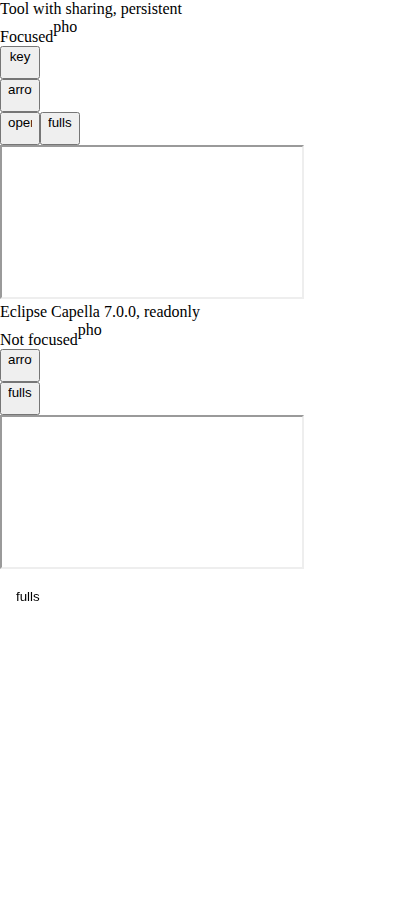 Tool with sharing, persistent
Focused pho
key
arro
oper fulls
Eclipse Capella 7.0.0, readonly
Not focused pho
arro
fulls
fulls